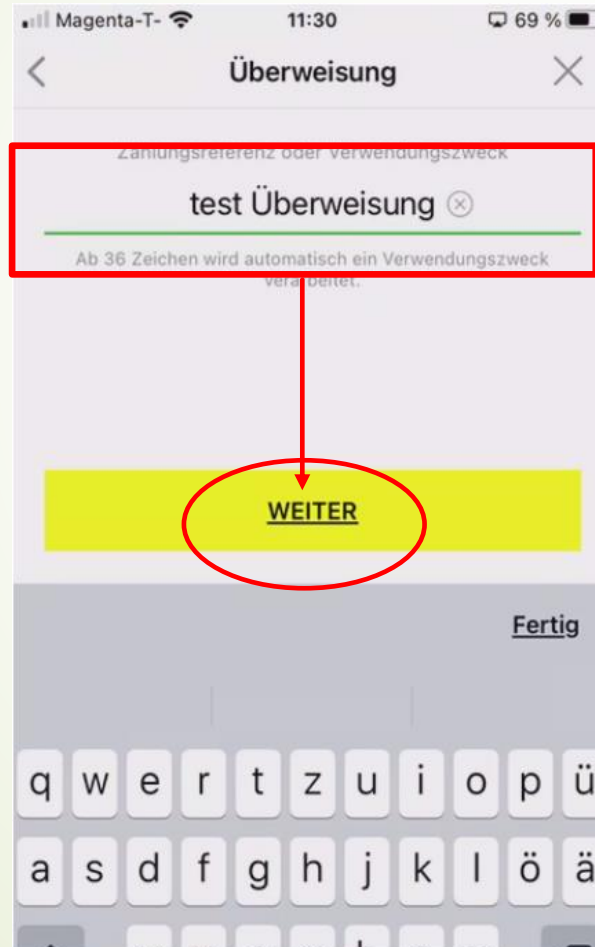 Magenta-T- 11:30 69 %
Überweisung
Zahlungsreferenz oder Verwendungszweck
test Überweisung
Ab 36 Zeichen wird automatisch ein Verwendungszweck
verarbeitet.
WEITER
Fertig
q w e r t z u i o p ü
a s d f g h j k l ö ä